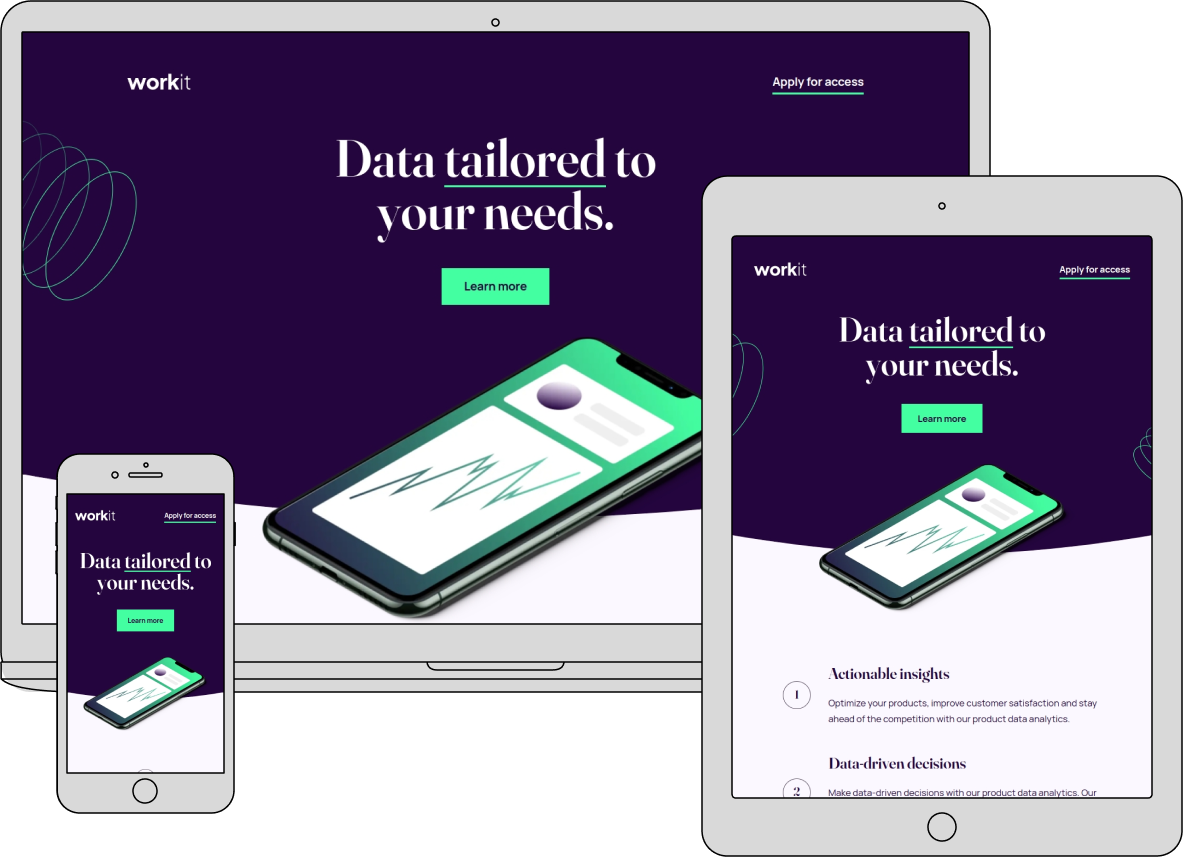 workit
Apply for access
Data tailored to
your needs.
Learn more
workit
Apply for access
Data tailored to
your needs.
Learn more
Actionable insights
1
Optimize your products, improve customer satisfaction and stay
ahead of the competition with our product data analytics.
Data-driven decisions
2
Make data-driven decisions with our product data analytics. Our
workit
Apply for access
Data tailored to
your needs.
Learn more